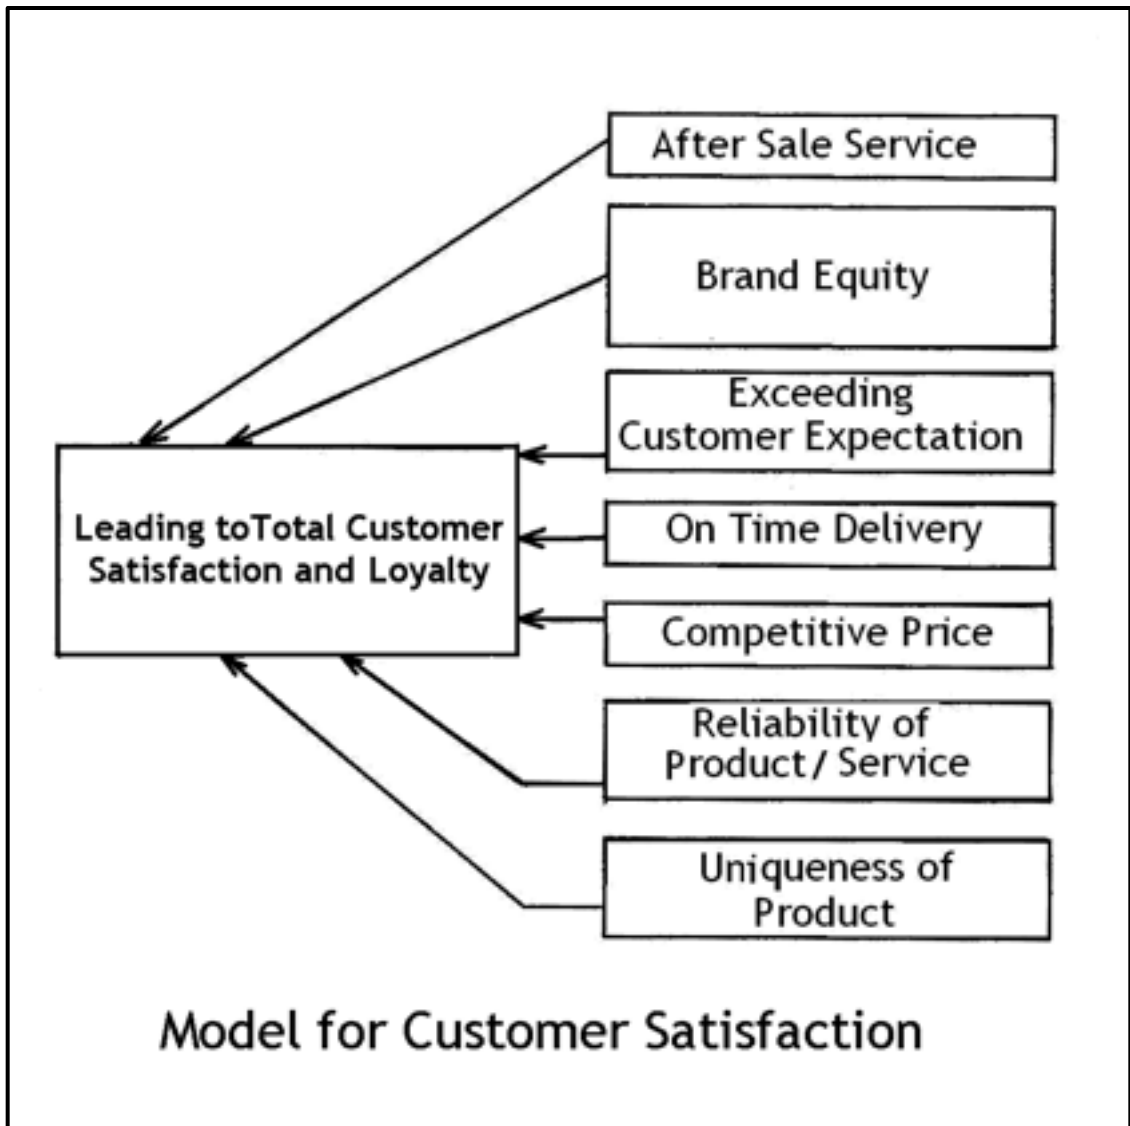 After Sale Service
Brand Equity
Exceeding
Customer Expectation
Leading toTotal Customer
Satisfaction and Loyalty
On Time Delivery
Competitive Price
Reliability of
Product/ Service
Uniqueness of
Product
Model for Customer Satisfaction